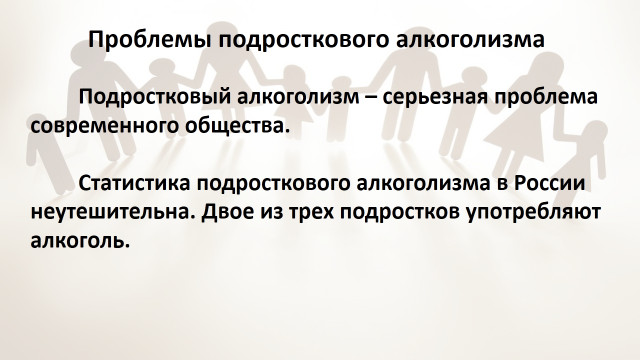 Проблемы подросткового алкоголизма
Подростковый алкоголизм – серьезная проблема
современного общества.
Статистика подросткового алкоголизма в России
неутешительна. Двое из трех подростков употребляют
алкоголь.